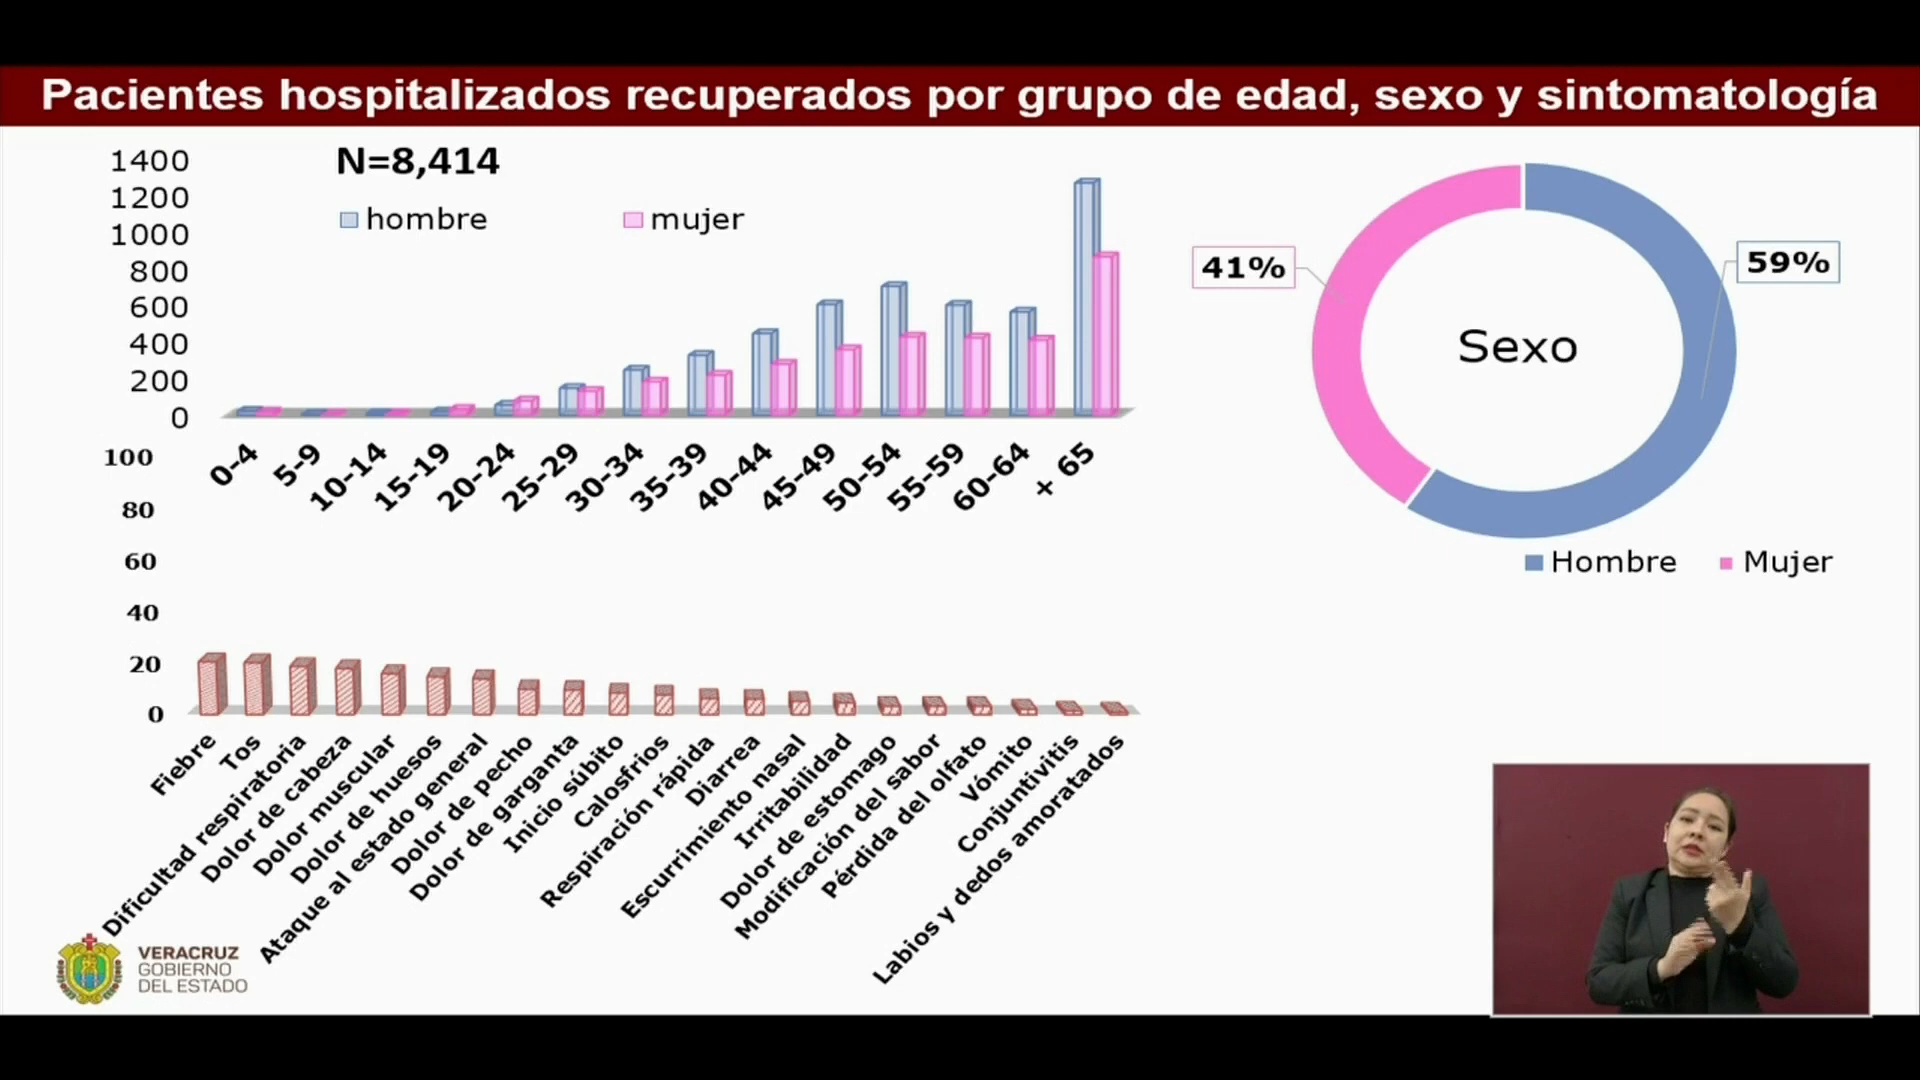 Pacientes hospitalizados recuperados por grupo de edad, sexo y sintomatología
N=8,414
hombre
mujer
1400
1200
1000
800
600
400
200
0
0-4
5-9
10-14
15-19
20-24
25-29
30-34
35-39
40-44
45-49
50-54
55-59
60-64
+ 65
41%
59%
Sexo
Hombre
Mujer
100
80
60
40
20
0
Fiebre
Tos
Dificultad respiratoria
Dolor de cabeza
Dolor muscular
Dolor de huesos
Ataque al estado general
Dolor de pecho
Dolor de garganta
Inicio súbito
Calosfrios
Respiración rápida
Diarrea
Escurrimiento nasal
Irritabilidad
Dolor de estomago
Modificación del sabor
Pérdida del olfato
Vómito
Conjuntivitis
Labios y dedos amoratados
VERACRUZ
GOBIERNO
DEL ESTADO